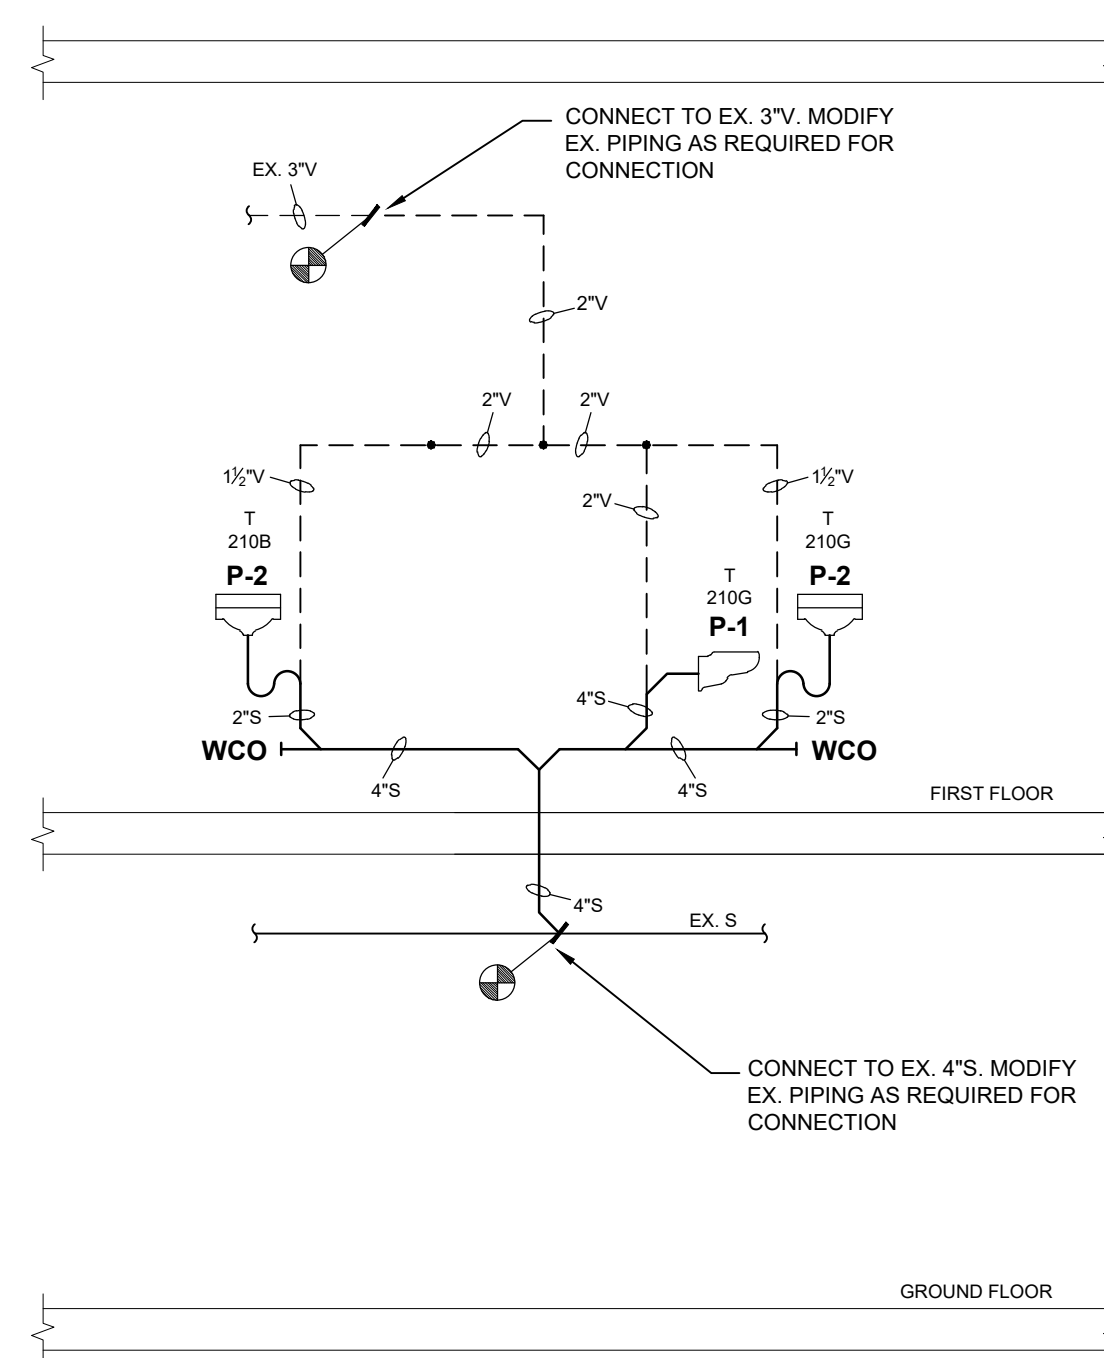 CONNECT TO EX. 3"V. MODIFY
EX. PIPING AS REQUIRED FOR
CONNECTION
EX. 3"V
2"V
2"V
2"V
1½"V
2"V
1½"V
T
210B
P-2
T
210G
P-2
T
210G
P-1
2"S
4"S
2"S
WCO
WCO
4"S
4"S
FIRST FLOOR
4"S
EX. S
CONNECT TO EX. 4"S. MODIFY
EX. PIPING AS REQUIRED FOR
CONNECTION
GROUND FLOOR